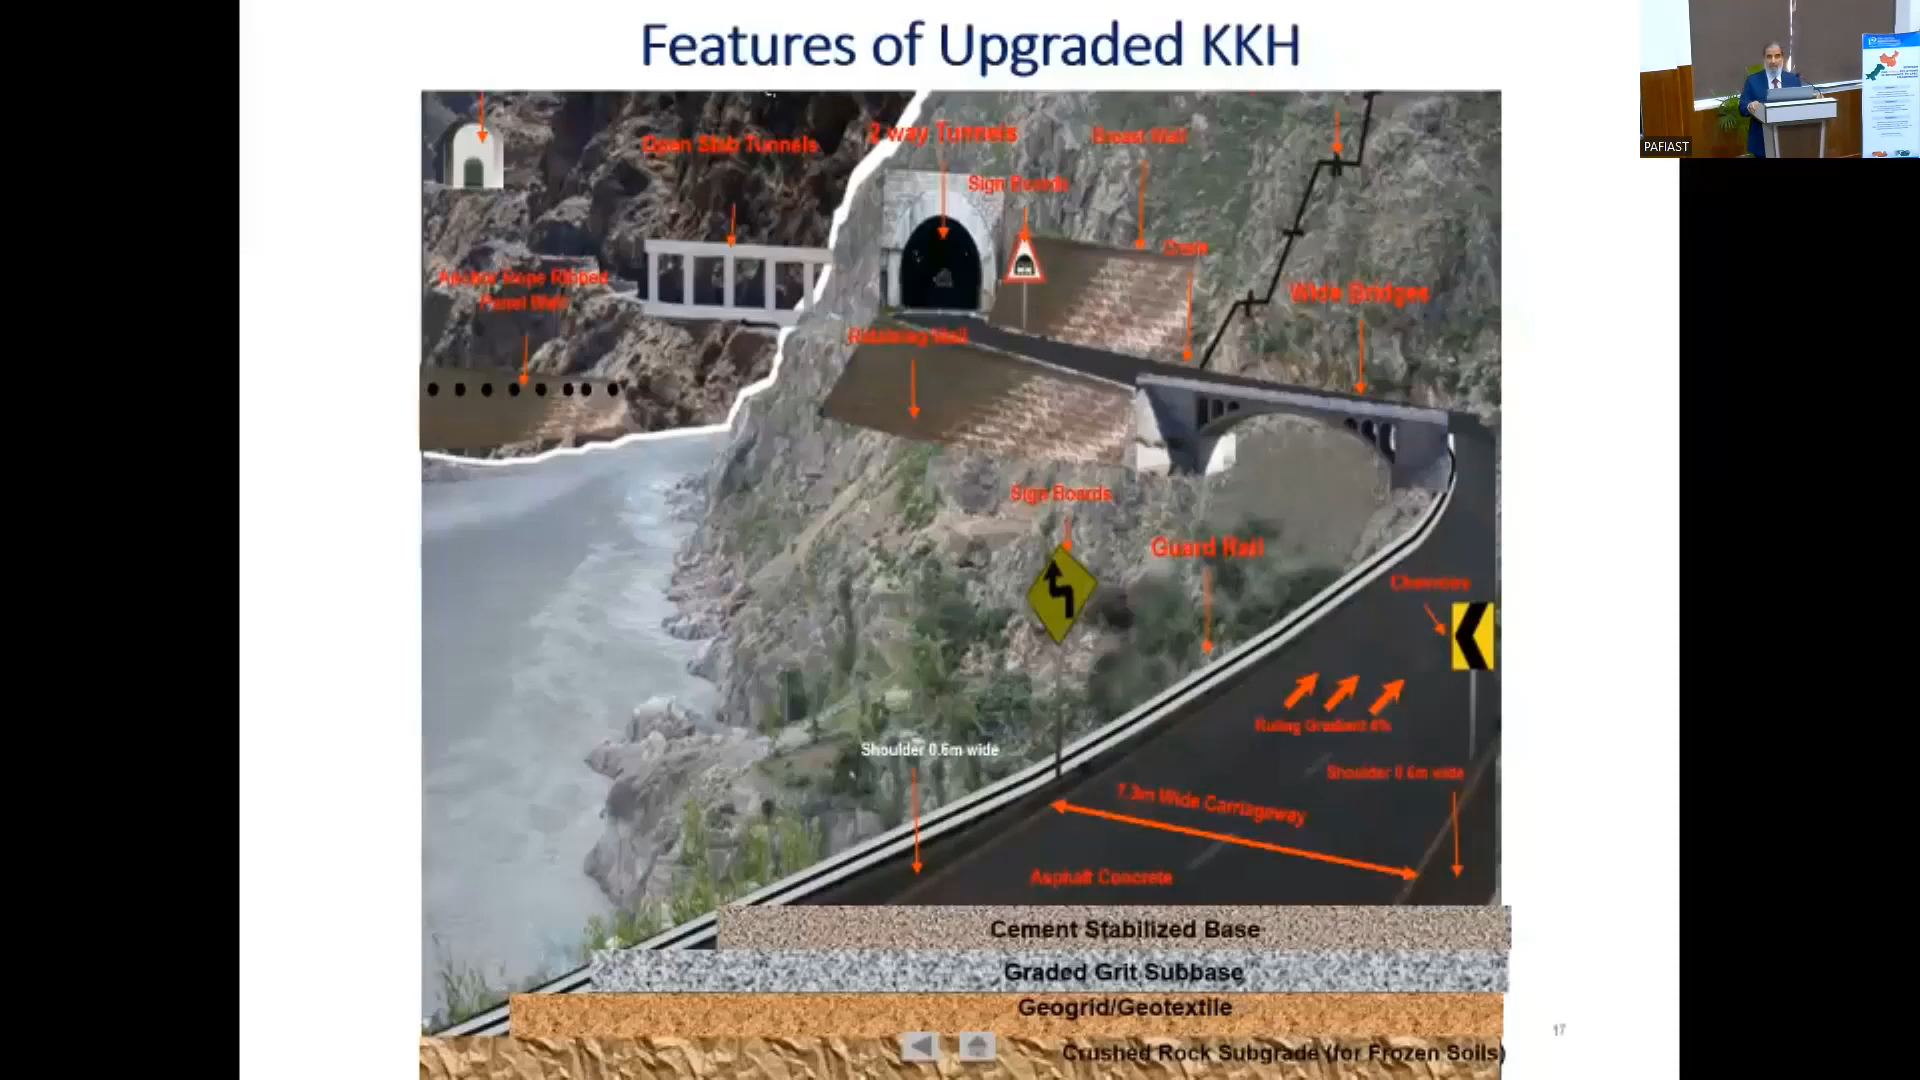 Features of Upgraded KKH
PAFIAST
Open Slab Tunnels
2 way Tunnels
Breast Wall
Sign Boards
Anchor Rope Ribbed
Panel Wall
Wide Bridges
Retaining Wall
Sign Boards
Guard Rail
Chevrons
Ruling Gradient
Shoulder 0.6m wide
Shoulder 0.6m wide
7.3m Wide Carriageway
Asphalt Concrete
Cement Stabilized Base
Graded Grit Subbase
Geogrid/Geotextile
Crushed Rock Subgrade (for Frozen Soils)
17